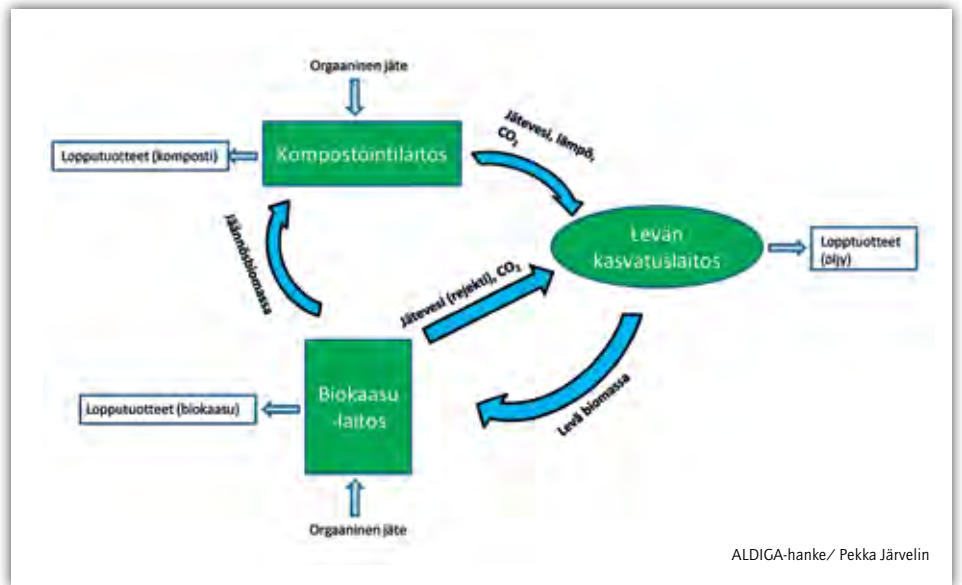 Orgaaninen jäte
Kompostointilaitos
Lopputuotteet (komposti)
Jätevesi, lämpö,
CO₂
Levän
kasvatuslaitos
Lopptuotteet
(öljy)
Jäännösbiomassa
Jätevesi (rejekti), CO₂
Biokaasu
-laitos
Lopputuotteet (biokaasu)
Levä biomassa
Orgaaninen jäte
ALDIGA-hanke/ Pekka Järvelin